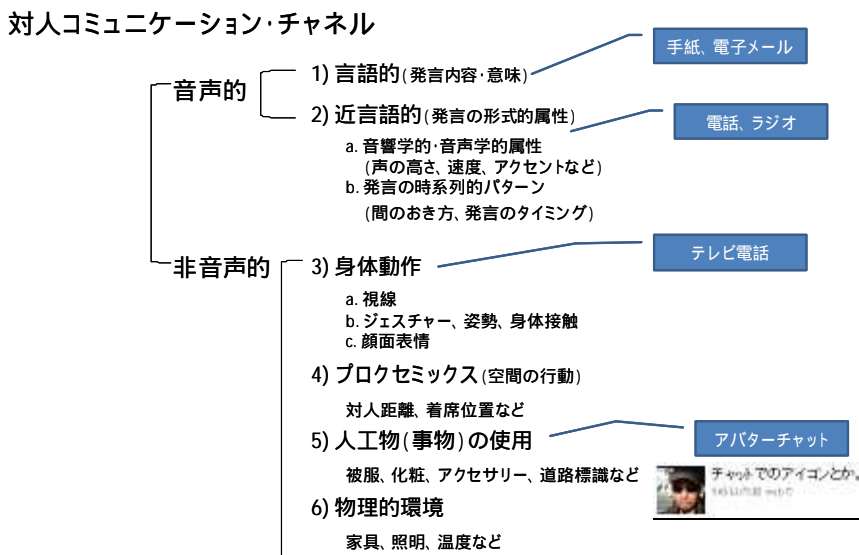 対人コミュニケーション･チャネル
手紙、電子メール
音声的
1) 言語的(発言内容･意味)
2) 近言語的(発言の形式的属性)
電話、ラジオ
a. 音響学的･音声学的属性
(声の高さ、速度、アクセントなど)
b. 発言の時系列的パターン
(間のおき方、発言のタイミング)
テレビ電話
非音声的
3) 身体動作
a. 視線
b. ジェスチャー、姿勢、身体接触
c. 顔面表情
4) プロクセミックス(空間の行動)
対人距離、着席位置など
5) 人工物(事物)の使用
アバターチャット
被服、化粧、アクセサリー、道路標識など
チャットでのアイコンとか。
6) 物理的環境
家具、照明、温度など